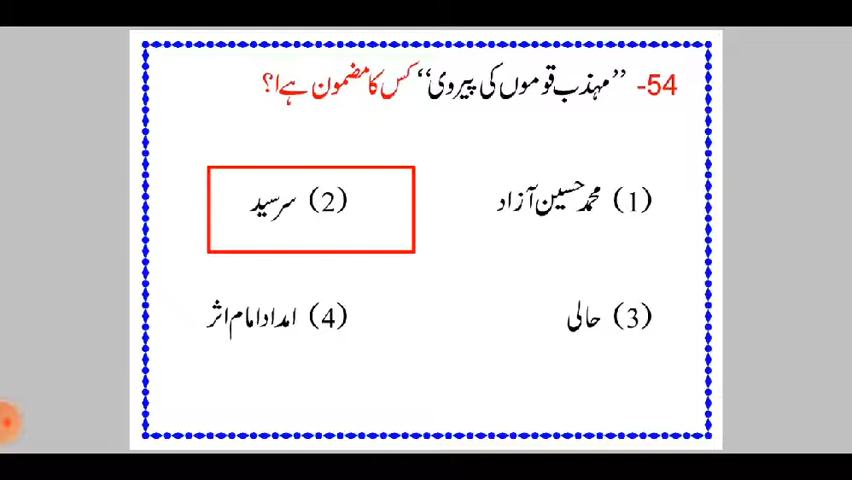 54- ”مہذب قوموں کی پیروی“ کس کا مضمون ہے ا؟
(1) محمد حسین آزاد (2) سرسید
(3) حالی (4) امداد امام اثر